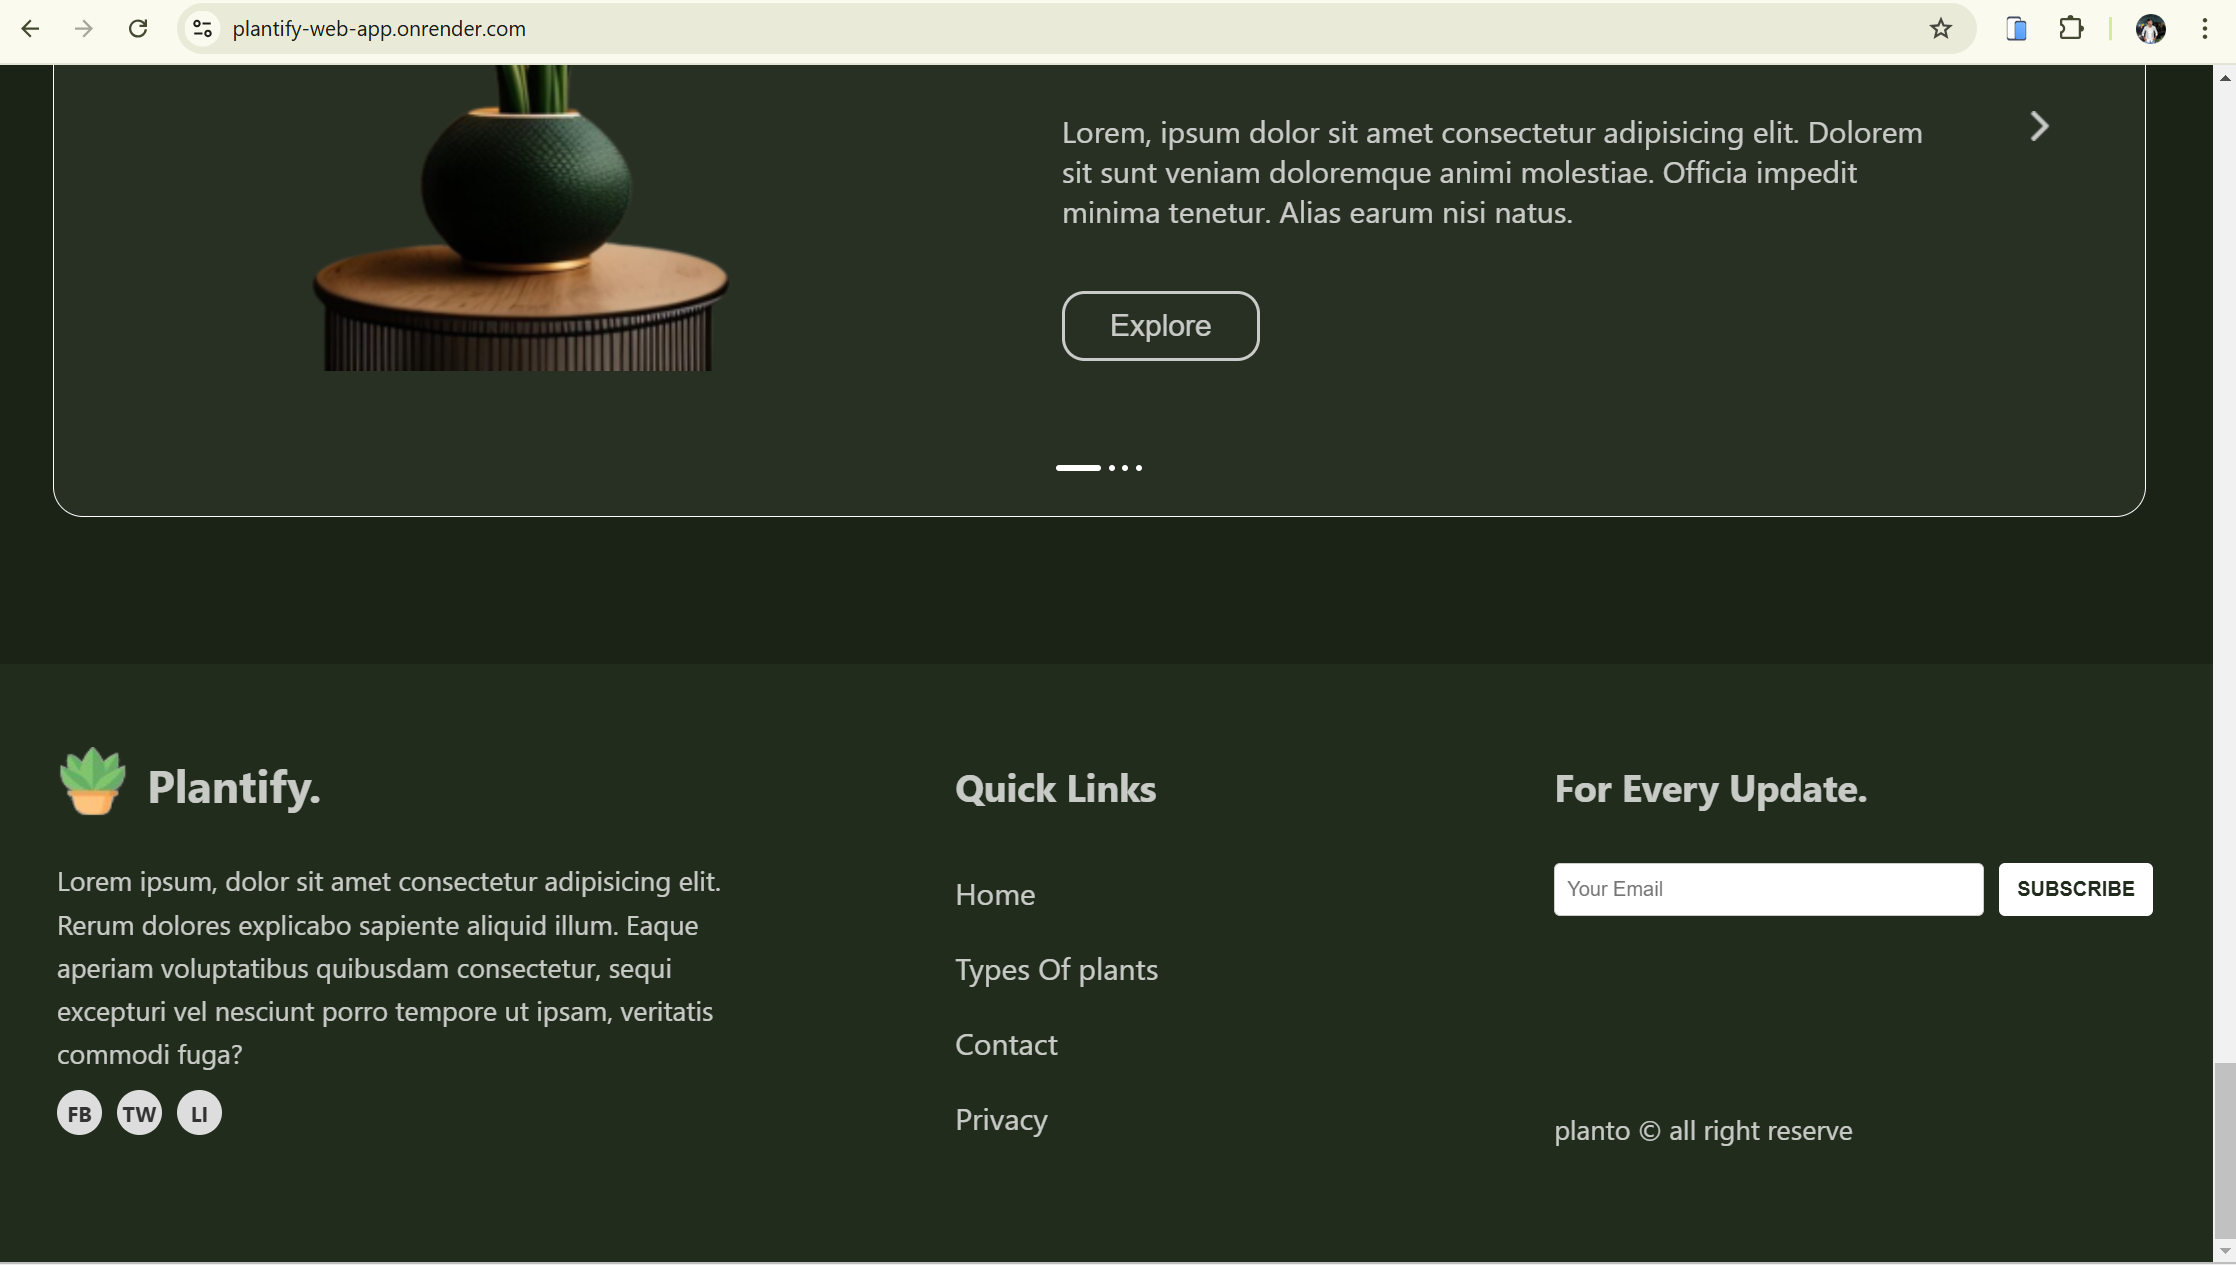 plantify-web-app.onrender.com
Lorem, ipsum dolor sit amet consectetur adipisicing elit. Dolorem
sit sunt veniam doloremque animi molestiae. Officia impedit
minima tenetur. Alias earum nisi natus.
Explore
Plantify.
Lorem ipsum, dolor sit amet consectetur adipisicing elit.
Rerum dolores explicabo sapiente aliquid illum. Eaque
aperiam voluptatibus quibusdam consectetur, sequi
excepturi vel nesciunt porro tempore ut ipsam, veritatis
commodi fuga?
FB TW LI
Quick Links
Home
Types Of plants
Contact
Privacy
For Every Update.
Your Email SUBSCRIBE
planto © all right reserve